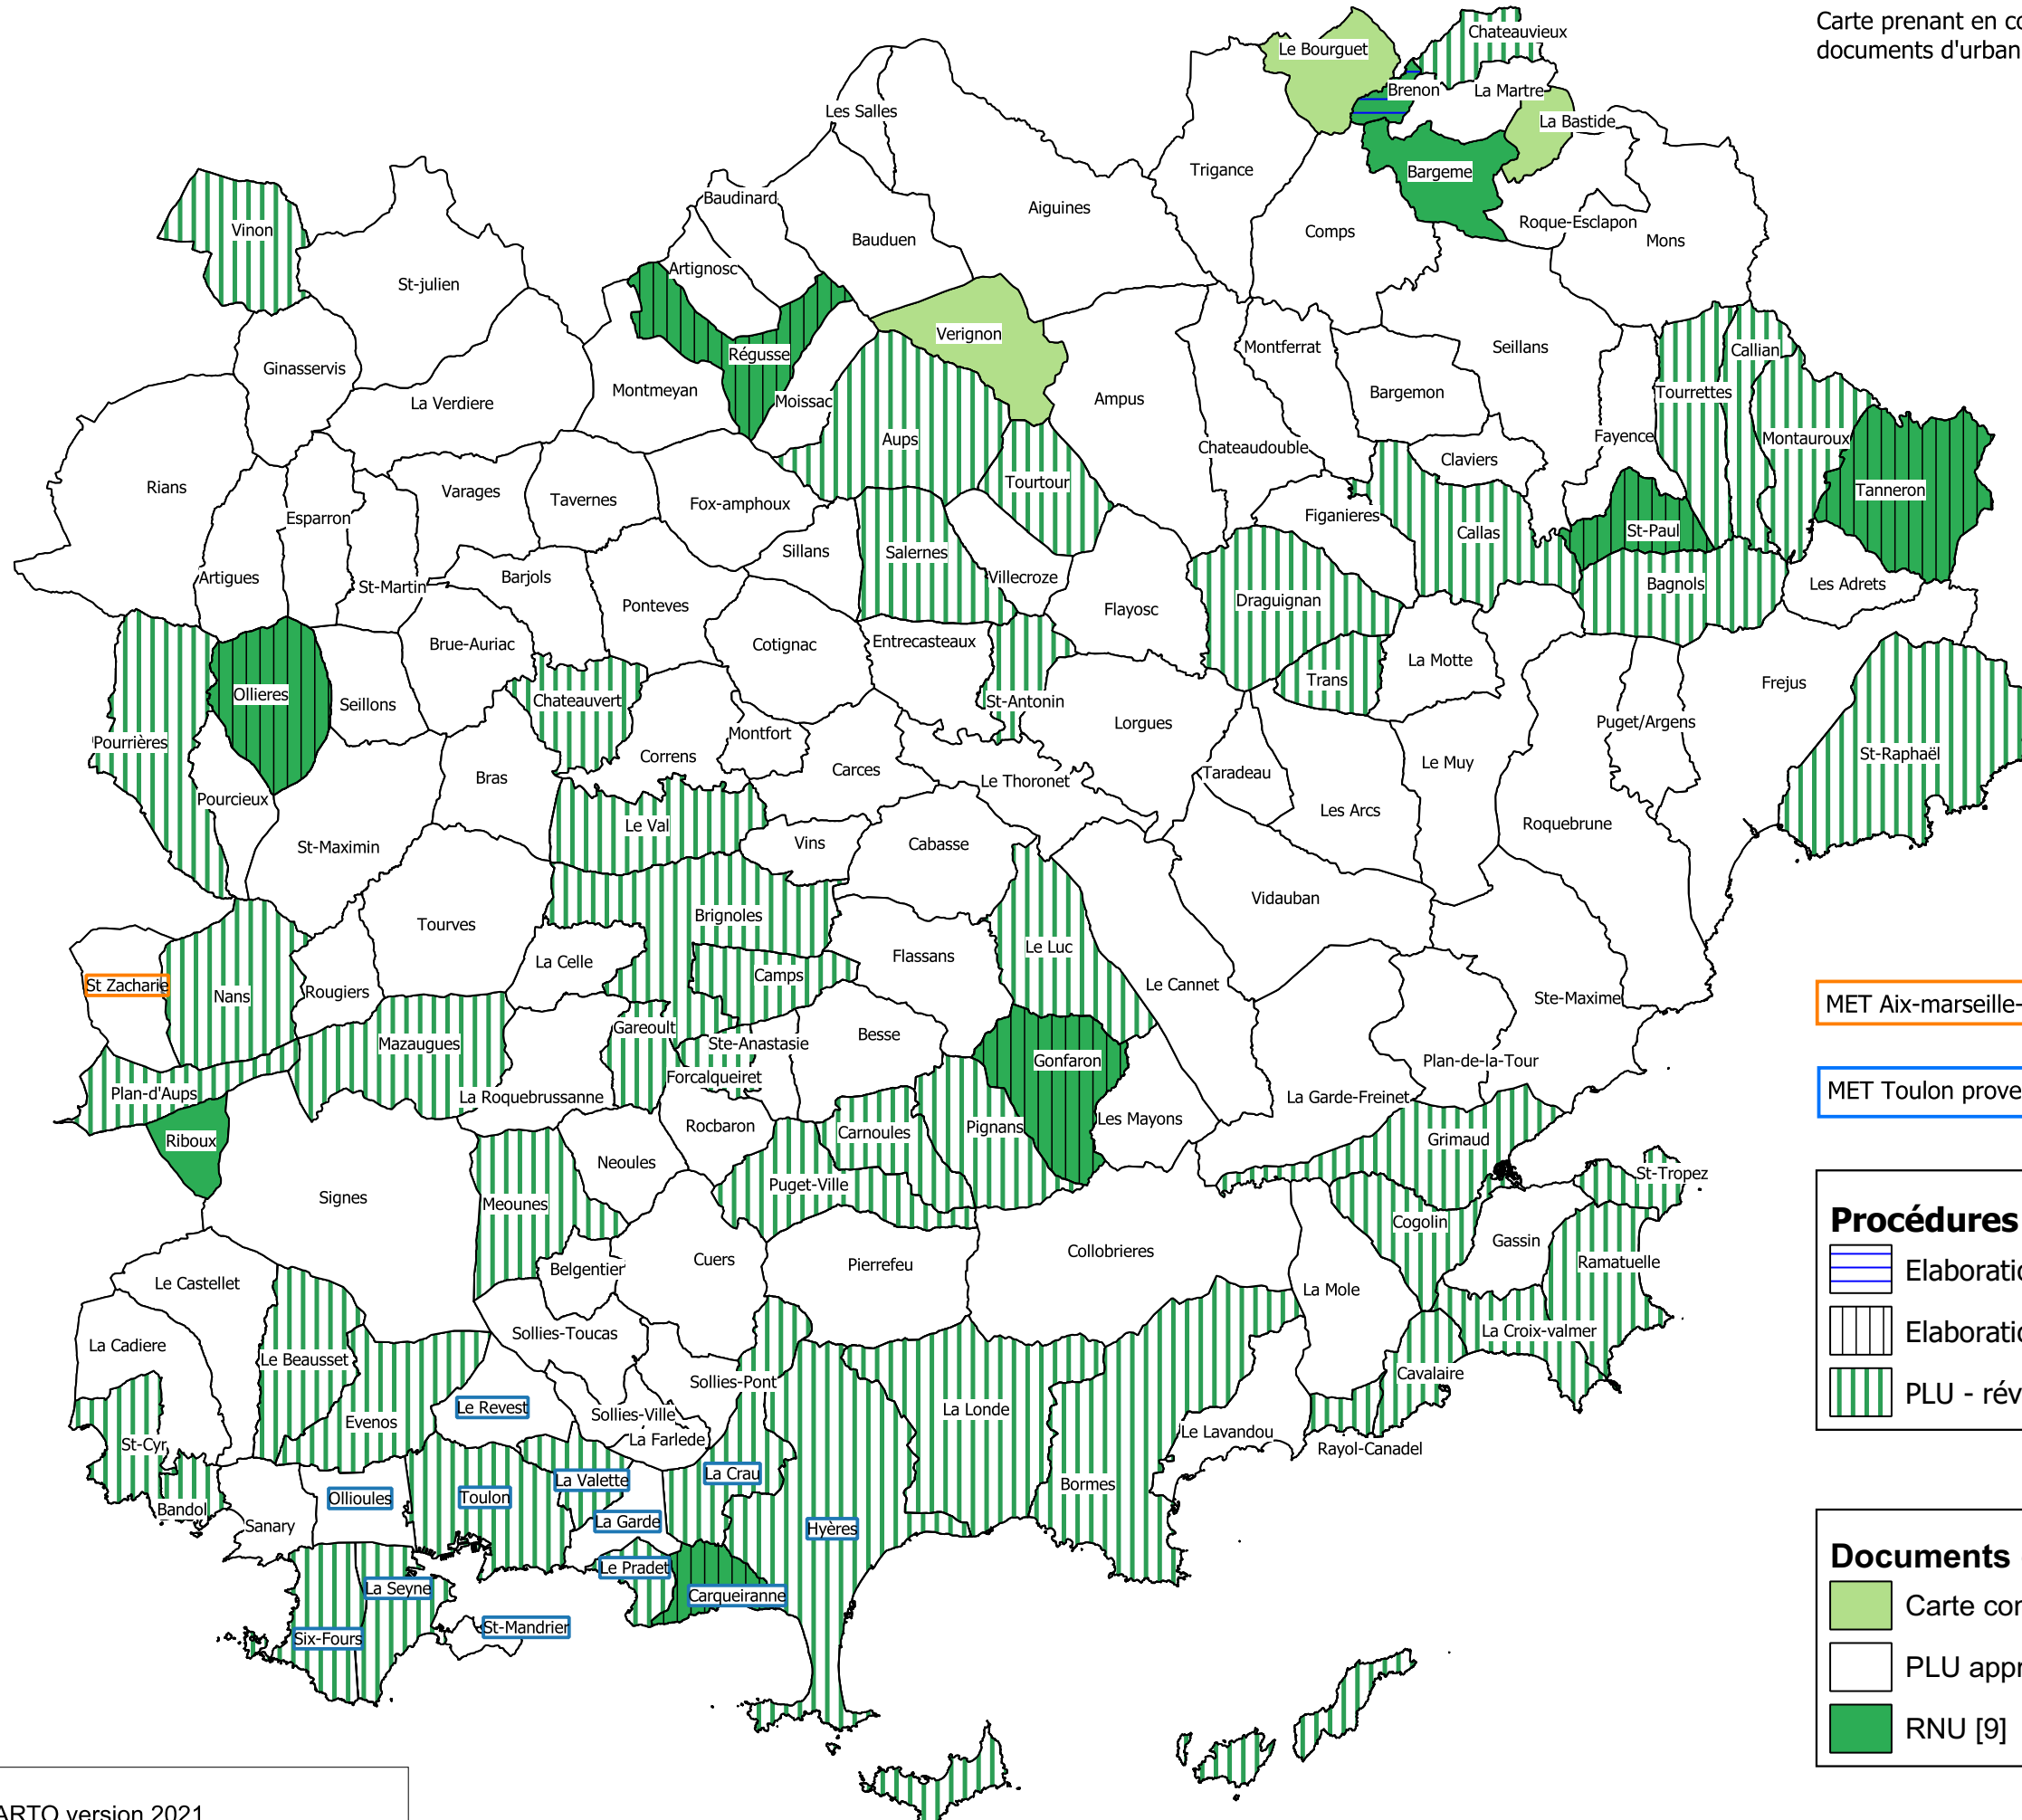 Carte prenant en co
documents d'urban
Chateauvieux
Le Bourguet
Brenon
La Martre
Les Salles
La Bastide
Trigance
Bargeme
Baudinard
Aiguines
Roque-Esclapon
Vinon
Comps
Bauduen
Mons
Artignosc
St-julien
Verignon
Montferrat
Seillans
Callian
Régusse
Ginasservis
Montmeyan
Bargemon
Tourrettes
La Verdiere
Moissac
Ampus
Aups
Fayence
Montauroux
Chateaudouble
Claviers
Rians
Varages
Tavernes
Fox-amphoux
Tourtour
Tanneron
Esparron
Figanieres
Callas
St-Paul
Sillans
Salernes
Artigues
St-Martin
Barjols
Villecroze
Bagnols
Les Adrets
Ponteves
Flayosc
Draguignan
Brue-Auriac
Cotignac
Entrecasteaux
La Motte
Ollieres
Seillons
Chateauvert
St-Antonin
Trans
Frejus
Lorgues
Puget/Argens
Pourrières
Montfort
Correns
St-Raphaël
Bras
Carces
Le Thoronet
Taradeau
Le Muy
Pourcieux
Les Arcs
Le Val
Roquebrune
St-Maximin
Vins
Cabasse
Vidauban
Tourves
Brignoles
Le Luc
La Celle
Flassans
Camps
St Zacharie
Nans
Rougiers
Le Cannet
Ste-Maxime
MET Aix-marseille-
Gareoult
Mazaugues
Ste-Anastasie
Besse
Gonfaron
Plan-de-la-Tour
Forcalqueiret
Plan-d'Aups
La Roquebrussanne
La Garde-Freinet
MET Toulon prove
Riboux
Rocbaron
Carnoules
Pignans
Les Mayons
Grimaud
Neoules
St-Tropez
Signes
Puget-Ville
Meounes
Cogolin
Gassin
Procédures
Cuers
Pierrefeu
Collobrieres
Belgentier
Ramatuelle
Elaboratio
Le Castellet
La Mole
Sollies-Toucas
La Croix-valmer
Elaboratio
La Cadiere
Le Beausset
Sollies-Pont
Cavalaire
PLU - rév
Le Revest
La Londe
Evenos
Sollies-Ville
Le Lavandou
St-Cyr
La Farlede
Rayol-Canadel
La Crau
La Valette
Bormes
Bandol
Ollioules
Toulon
La Garde
Hyères
Sanary
Le Pradet
Documents
La Seyne
Carqueiranne
Carte com
Six-Fours
St-Mandrier
PLU appr
RNU [9]
ARTO version 2021